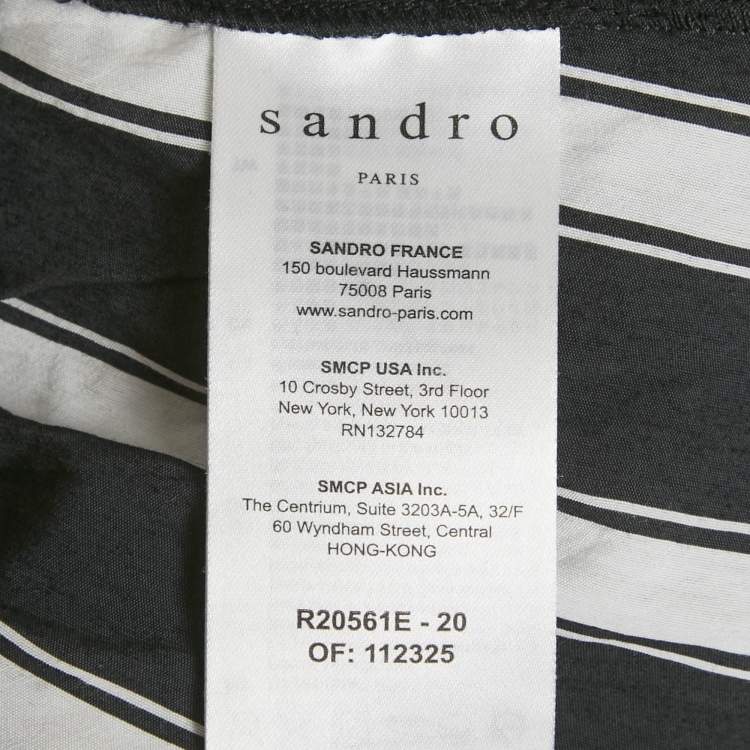 sandro
PARIS
SANDRO FRANCE
150 boulevard Haussmann
75008 Paris
www.sandro-paris.com
SMCP USA Inc.
10 Crosby Street, 3rd Floor
New York, New York 10013
RN132784
SMCP ASIA Inc.
The Centrium, Suite 3203A-5A, 32/F
60 Wyndham Street, Central
HONG-KONG
R20561E - 20
OF: 112325